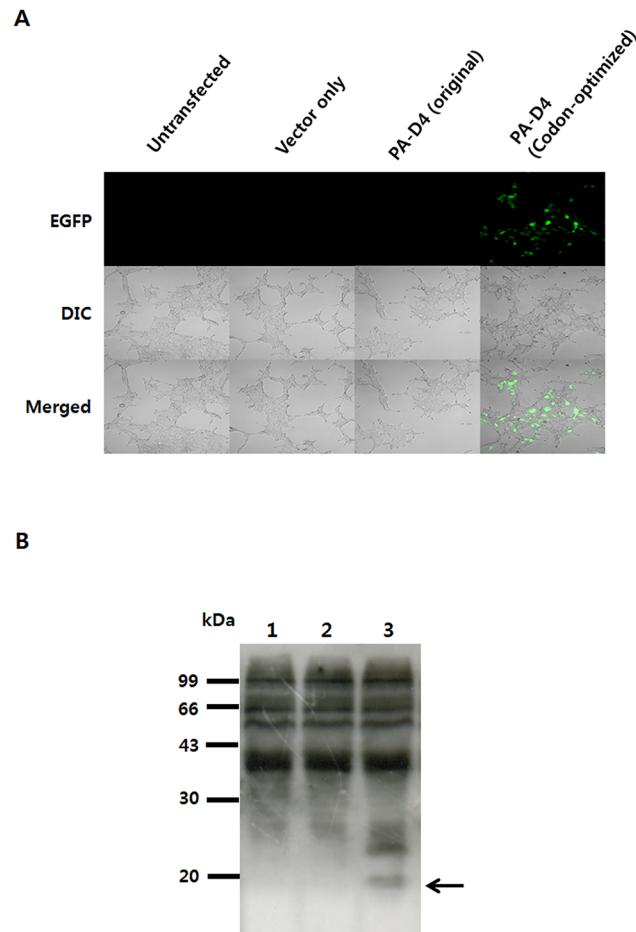 A
Untransfected
Vector only
PA-D4 (original)
PA-D4
(Codon-optimized)
EGFP
DIC
Merged
B
kDa
1 2 3
99
66
43
30
20